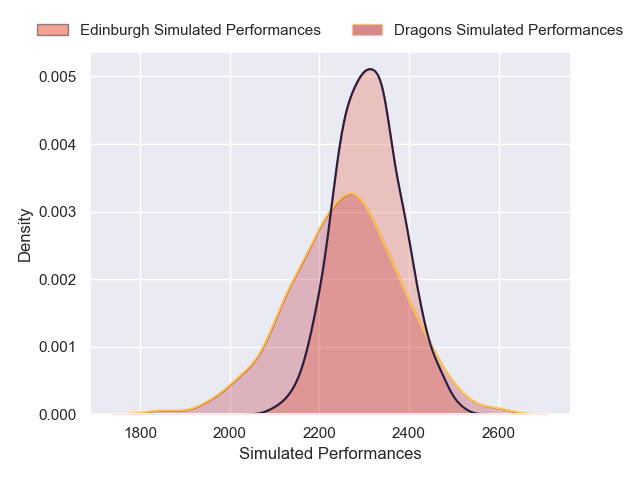 Edinburgh Simulated Performances Dragons Simulated Performances
0.005
0.004
0.003
0.002
0.001
0.000
Density
1800 2000 2200 2400 2600
Simulated Performances